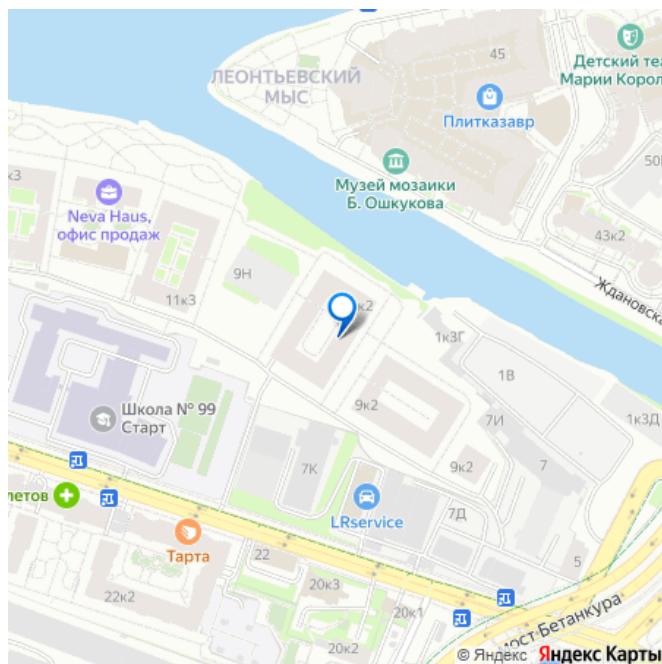 45
Детский теа
Марии Корол
ЛЕОНТЬЕВСКИЙ
МЫС
Плитказавр
50
Музей мозаики
Б. Ошкукова
к3
Neva Haus,
офис продаж
43к2
9Н
Ждановска
11к3
к2
1к3Г
1В
Школа № 99
Старт
9к2
7И
1к3Д
7К
9к2
7
летов
LRservice
7Д
Тарта
22
5
20к3
22к2
20к1
мост Бетанкура
20к2
© Яндекс Яндекс Карты